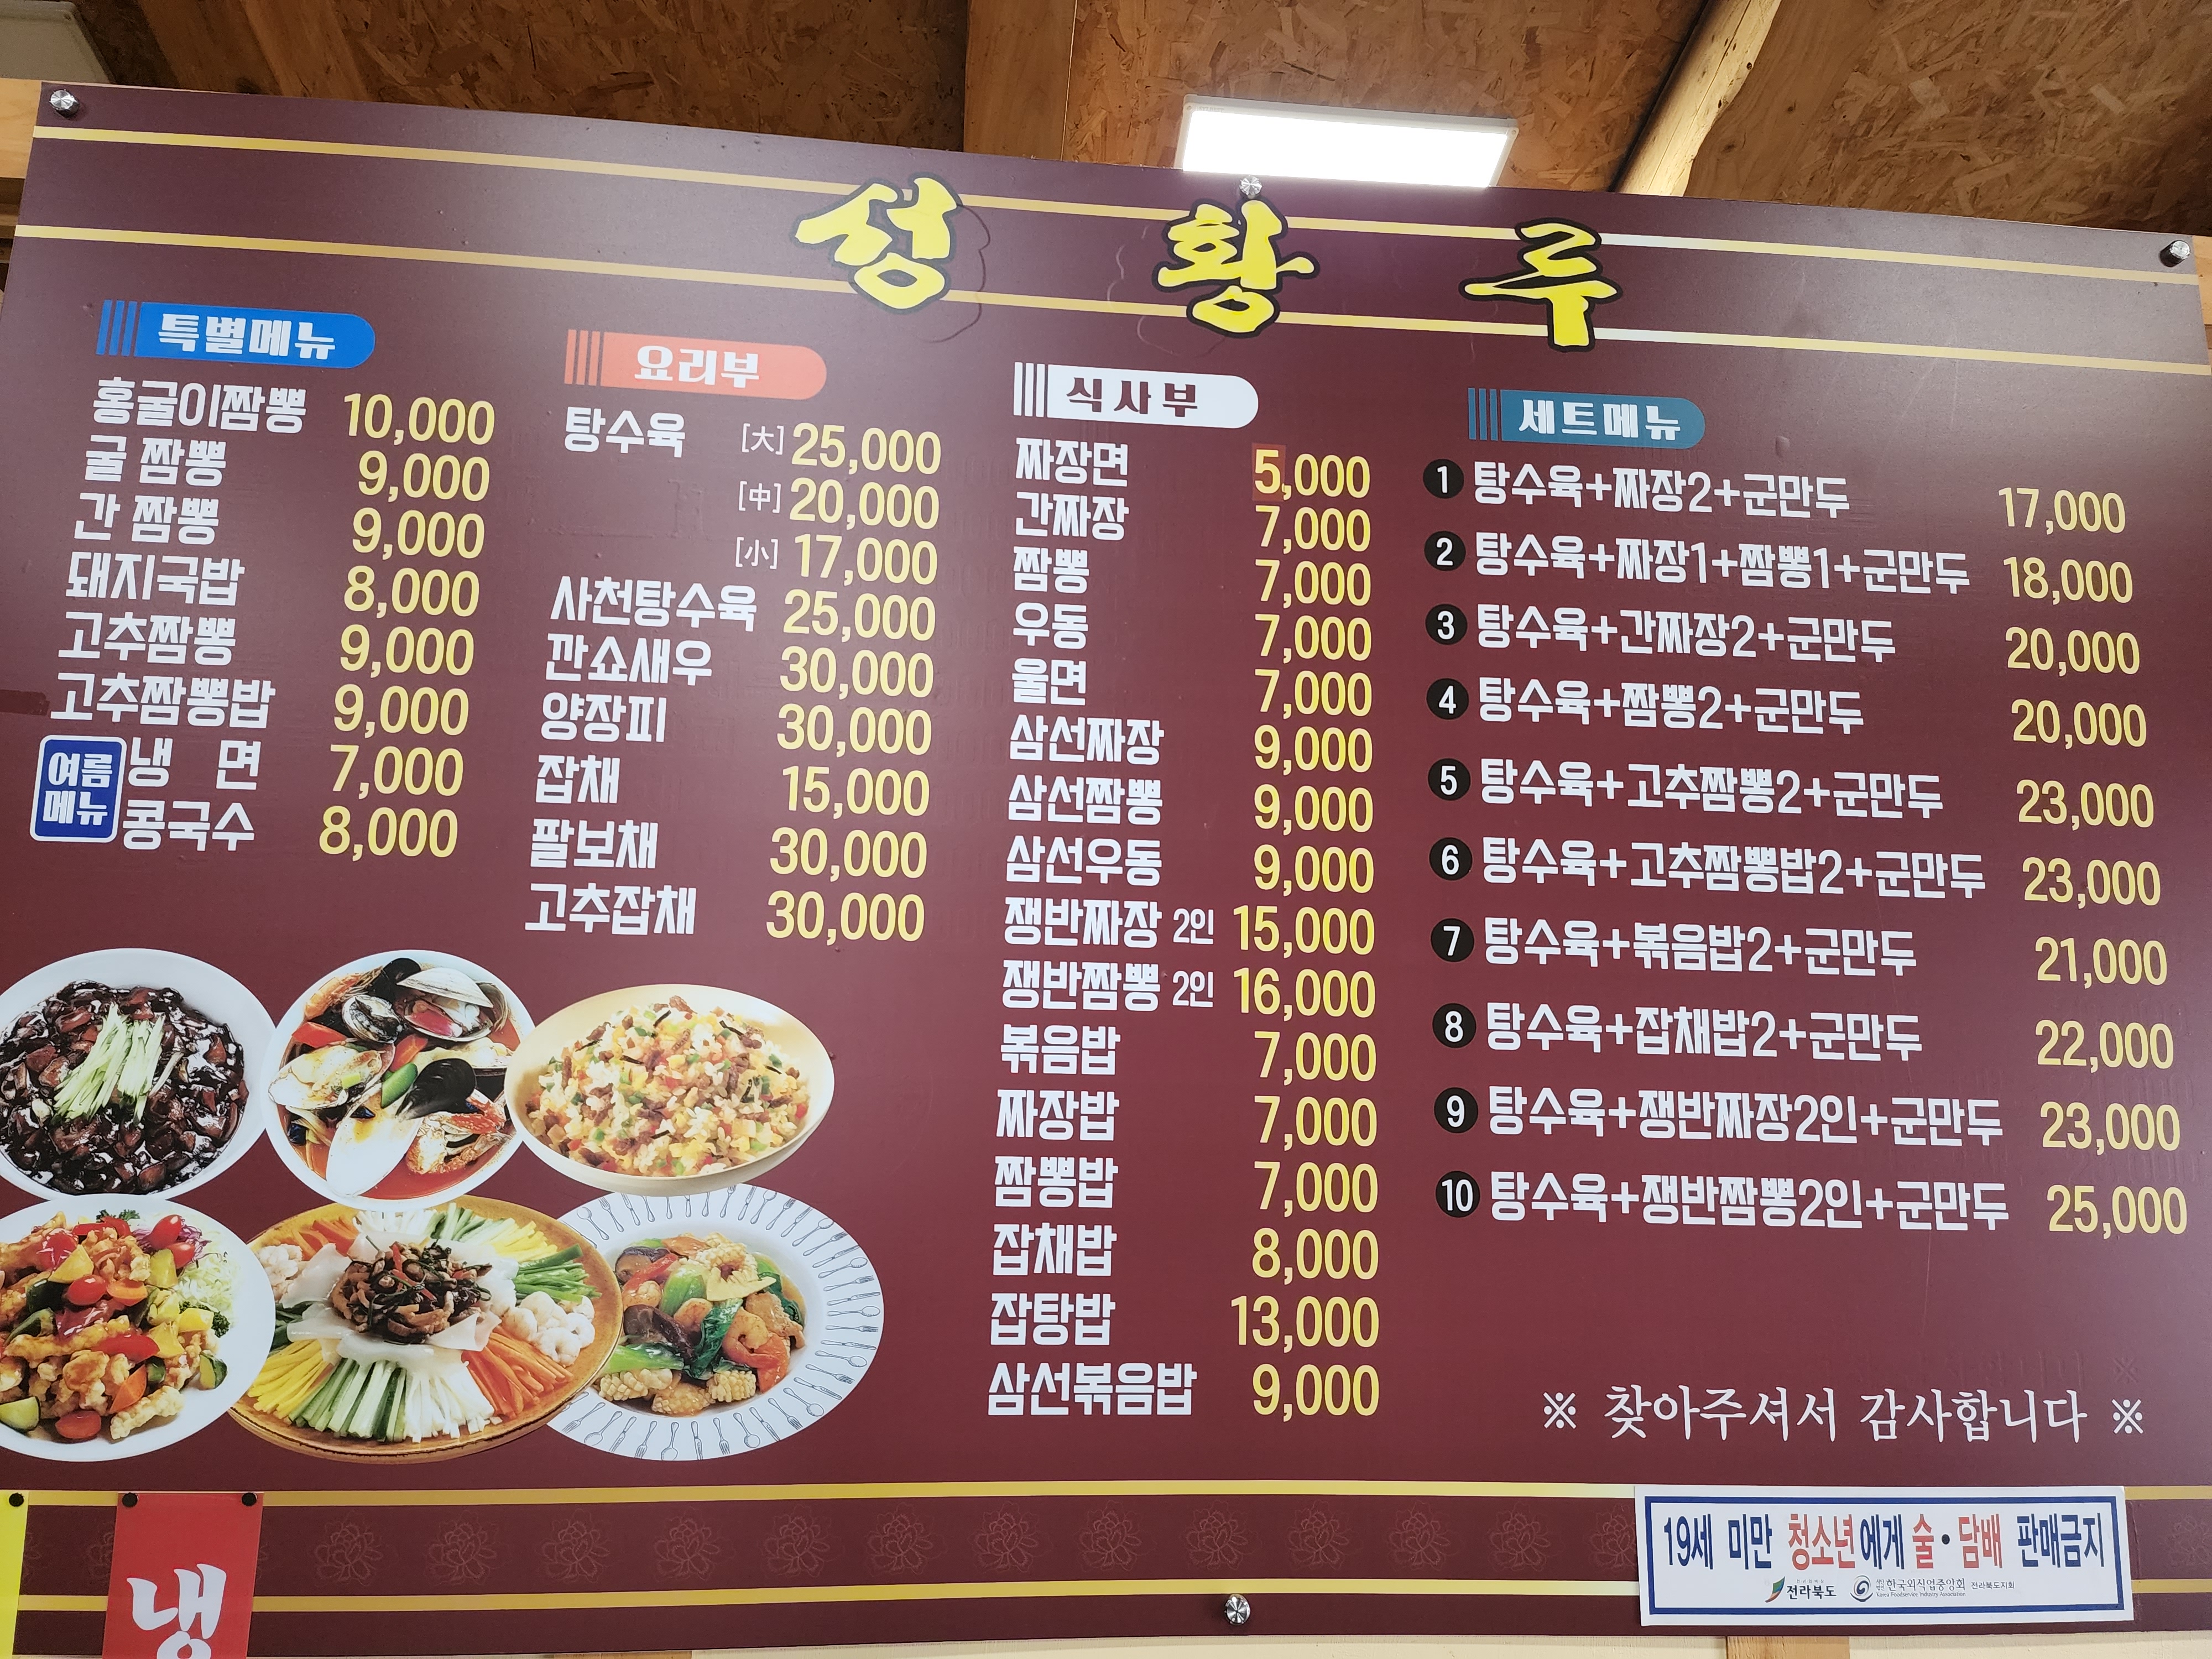 성황루
특별메뉴
홍굴이짬뽕 10,000
굴 짬뽕 9,000
간 짬뽕 9,000
돼지국밥 8,000
고추짬뽕 9,000
고추짬뽕밥 9,000
여름
메뉴
냉 면 7,000
콩국수 8,000
요리부
탕수육 [大] 25,000
[中] 20,000
[小] 17,000
사천탕수육 25,000
깐쇼새우 30,000
양장피 30,000
잡채 15,000
팔보채 30,000
고추잡채 30,000
식사부
짜장면 5,000
간짜장 7,000
짬뽕 7,000
우동 7,000
울면 7,000
삼선짜장 9,000
삼선짬뽕 9,000
삼선우동 9,000
쟁반짜장 2인 15,000
쟁반짬뽕 2인 16,000
볶음밥 7,000
짜장밥 7,000
짬뽕밥 7,000
잡채밥 8,000
잡탕밥 13,000
삼선볶음밥 9,000
세트메뉴
1 탕수육+짜장2+군만두 17,000
2 탕수육+짜장1+짬뽕1+군만두 18,000
3 탕수육+간짜장2+군만두 20,000
4 탕수육+짬뽕2+군만두 20,000
5 탕수육+고추짬뽕2+군만두 23,000
6 탕수육+고추짬뽕밥2+군만두 23,000
7 탕수육+볶음밥2+군만두 21,000
8 탕수육+잡채밥2+군만두 22,000
9 탕수육+쟁반짜장2인+군만두 23,000
10 탕수육+쟁반짬뽕2인+군만두 25,000
※ 찾아주셔서 감사합니다 ※
19세 미만 청소년에게 술·담배 판매금지
전라북도 한국외식업중앙회 전라북도지회
Korea Foodservice Industry Association
냉